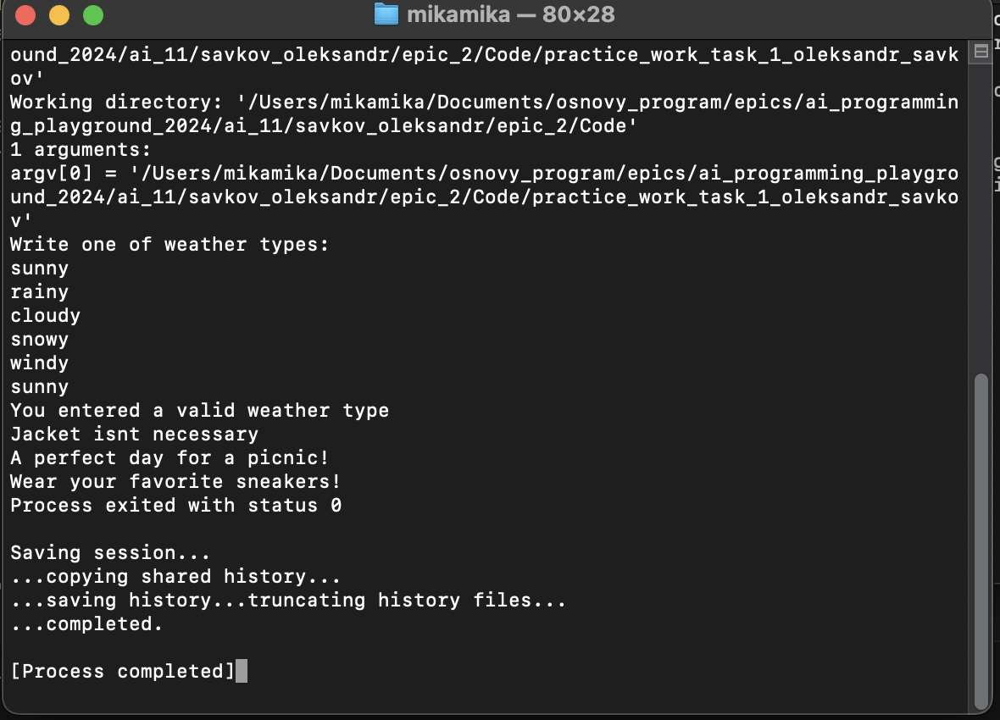 mikamika — 80×28
ound_2024/ai_11/savkov_oleksandr/epic_2/Code/practice_work_task_1_oleksandr_savk
ov'
Working directory: '/Users/mikamika/Documents/osnovy_program/epics/ai_programmin
g_playground_2024/ai_11/savkov_oleksandr/epic_2/Code'
1 arguments:
argv[0] = '/Users/mikamika/Documents/osnovy_program/epics/ai_programming_playgro
und_2024/ai_11/savkov_oleksandr/epic_2/Code/practice_work_task_1_oleksandr_savko
v'
Write one of weather types:
sunny
rainy
cloudy
snowy
windy
sunny
You entered a valid weather type
Jacket isnt necessary
A perfect day for a picnic!
Wear your favorite sneakers!
Process exited with status 0
Saving session...
...copying shared history...
...saving history...truncating history files...
...completed.
[Process completed]